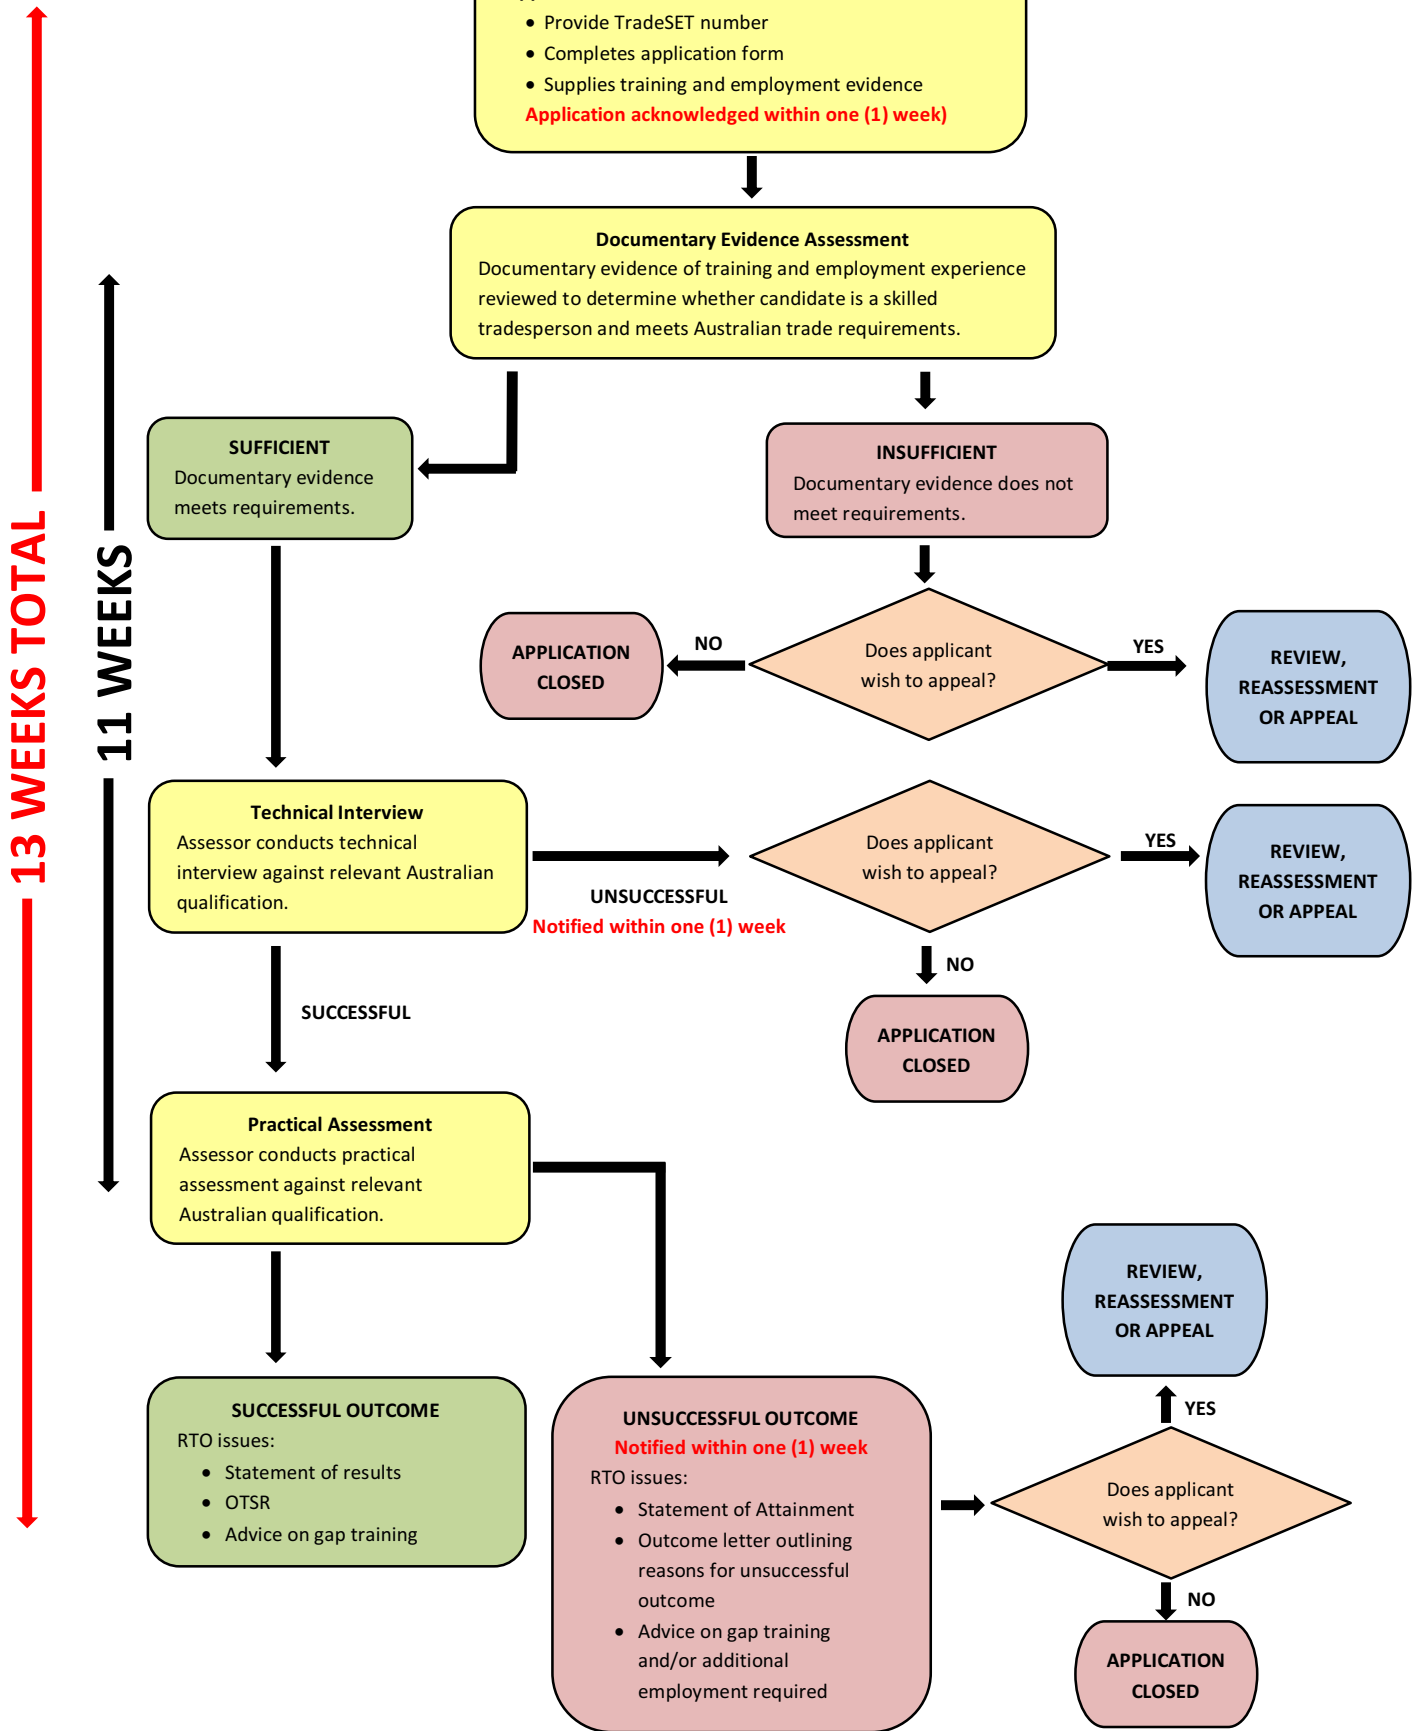 • Provide TradeSET number
• Completes application form
• Supplies training and employment evidence
Application acknowledged within one (1) week)
Documentary Evidence Assessment
Documentary evidence of training and employment experience
reviewed to determine whether candidate is a skilled
tradesperson and meets Australian trade requirements.
SUFFICIENT
Documentary evidence
meets requirements.
INSUFFICIENT
Documentary evidence does not
meet requirements.
13 WEEKS TOTAL
11 WEEKS
APPLICATION
CLOSED
NO
Does applicant
wish to appeal?
YES
REVIEW,
REASSESSMENT
OR APPEAL
Technical Interview
Assessor conducts technical
interview against relevant Australian
qualification.
UNSUCCESSFUL
Notified within one (1) week
Does applicant
wish to appeal?
YES
REVIEW,
REASSESSMENT
OR APPEAL
NO
SUCCESSFUL
APPLICATION
CLOSED
Practical Assessment
Assessor conducts practical
assessment against relevant
Australian qualification.
SUCCESSFUL OUTCOME
RTO issues:
• Statement of results
• OTSR
• Advice on gap training
UNSUCCESSFUL OUTCOME
Notified within one (1) week
RTO issues:
• Statement of Attainment
• Outcome letter outlining
reasons for unsuccessful
outcome
• Advice on gap training
and/or additional
employment required
REVIEW,
REASSESSMENT
OR APPEAL
YES
Does applicant
wish to appeal?
NO
APPLICATION
CLOSED